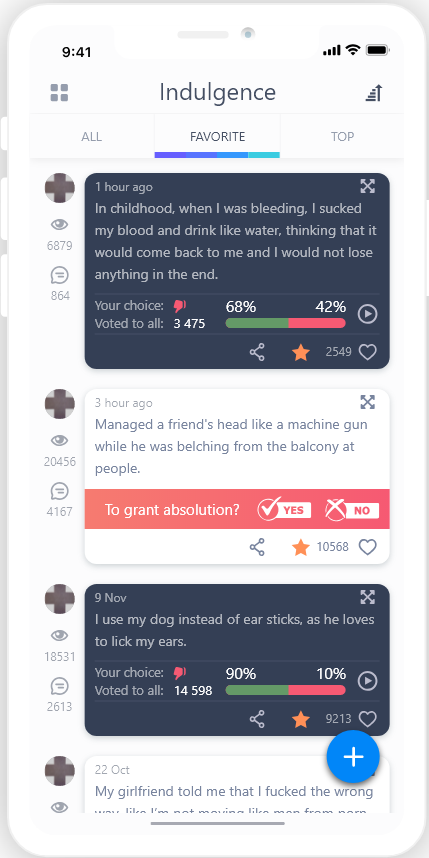 9:41
Indulgence
ALL FAVORITE TOP
1 hour ago
In childhood, when I was bleeding, I sucked
my blood and drink like water, thinking that it
would come back to me and I would not lose
anything in the end.
6879
864
Your choice: 68% 42%
Voted to all: 3 475
2549
3 hour ago
Managed a friend's head like a machine gun
while he was belching from the balcony at
people.
20456
4167
To grant absolution? YES NO
10568
9 Nov
I use my dog instead of ear sticks, as he loves
to lick my ears.
18531
2613
Your choice: 90% 10%
Voted to all: 14 598
9213
22 Oct
My girlfriend told me that I fucked the wrong
way, like I'm not moving like men from porn